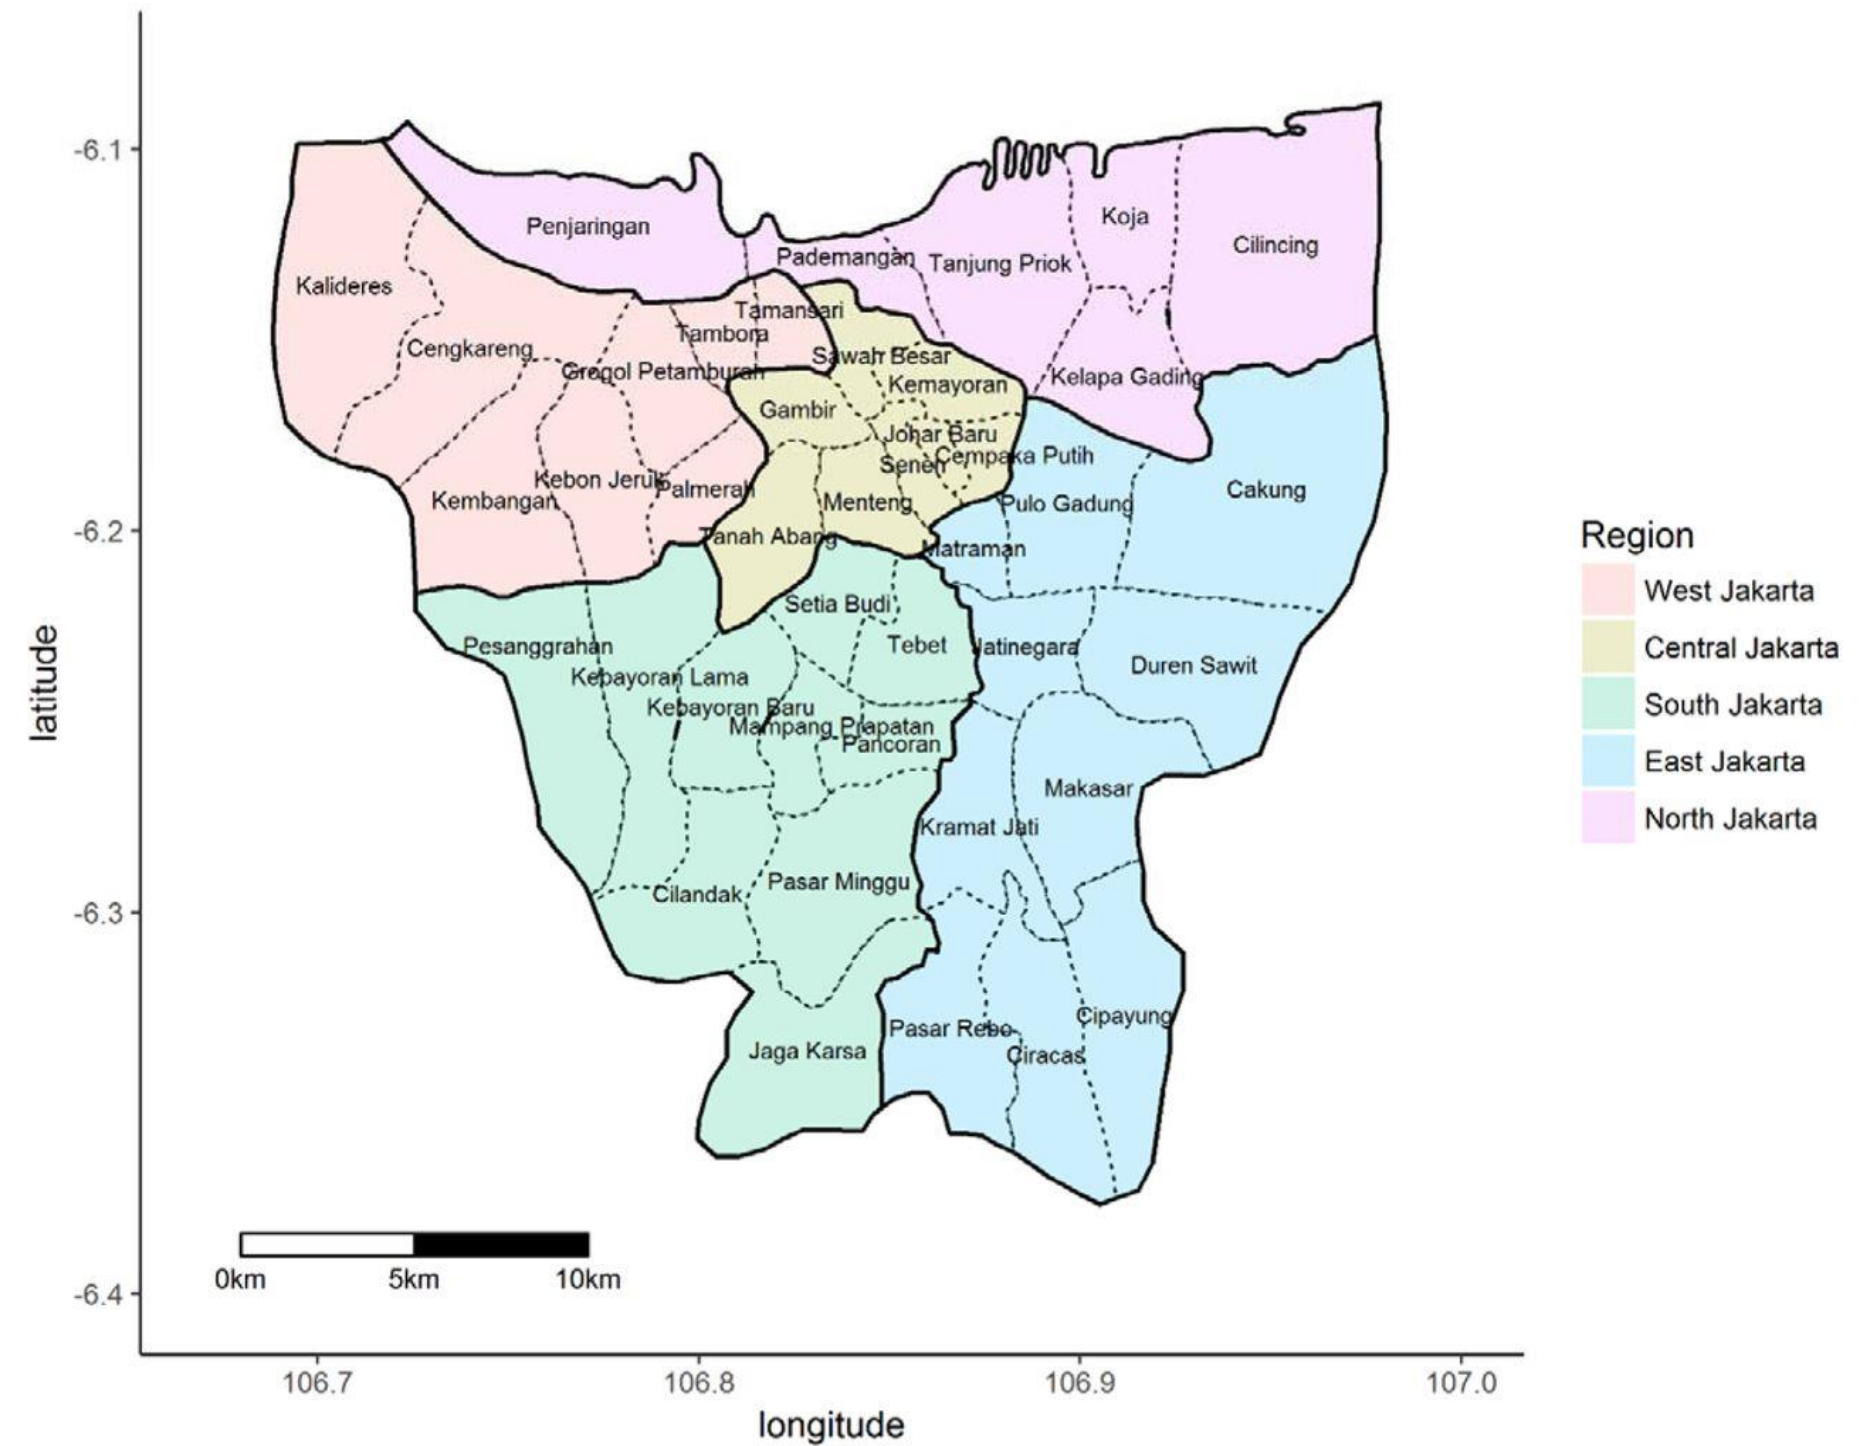 -6.1
-6.2
-6.3
-6.4
latitude
106.7
106.8
106.9
107.0
longitude
0km
5km
10km
Penjaringan
Koja
Cilincing
Pademangan
Tanjung Priok
Kalideres
Tamansari
Tambora
Cengkareng
Sawah Besar
Grogol Petamburan
Kelapa Gading
Kemayoran
Gambir
Johar Baru
Cempaka Putih
Senen
Kebon Jeruk
Palmerah
Cakung
Kembangan
Menteng
Pulo Gadung
Tanah Abang
Matraman
Setia Budi
Pesanggrahan
Tebet
Jatinegara
Duren Sawit
Kebayoran Lama
Kebayoran Baru
Mampang Prapatan
Pancoran
Makasar
Kramat Jati
Pasar Minggu
Cilandak
Cipayung
Pasar Rebo
Jaga Karsa
Ciracas
Region
West Jakarta
Central Jakarta
South Jakarta
East Jakarta
North Jakarta